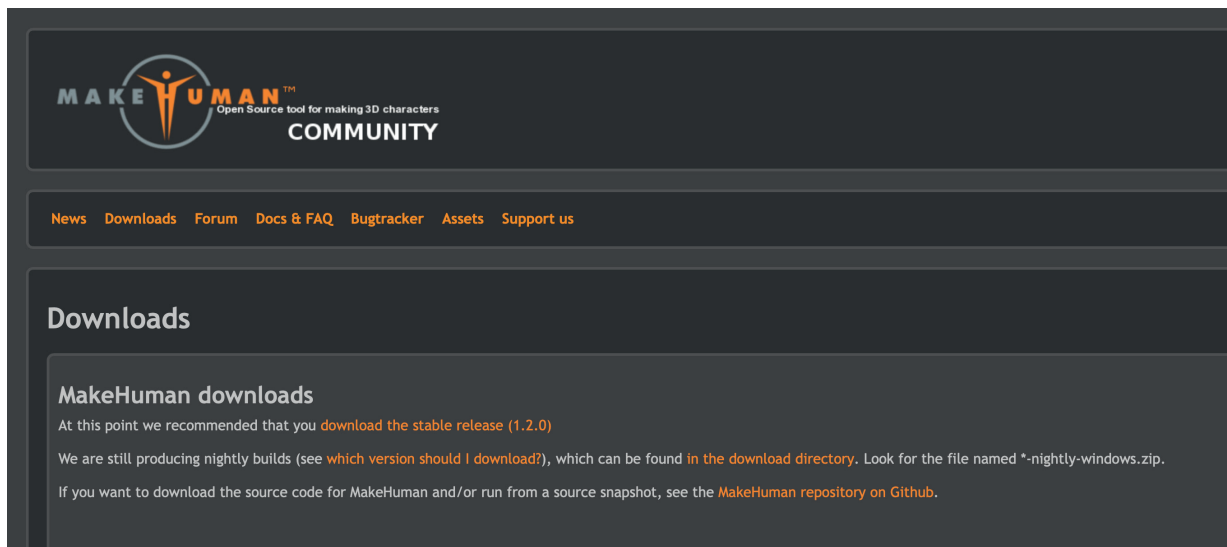 MAKEHUMAN™
Open Source tool for making 3D characters
COMMUNITY
News Downloads Forum Docs & FAQ Bugtracker Assets Support us
Downloads
MakeHuman downloads
At this point we recommended that you download the stable release (1.2.0)
We are still producing nightly builds (see which version should I download?), which can be found in the download directory. Look for the file named *-nightly-windows.zip.
If you want to download the source code for MakeHuman and/or run from a source snapshot, see the MakeHuman repository on Github.